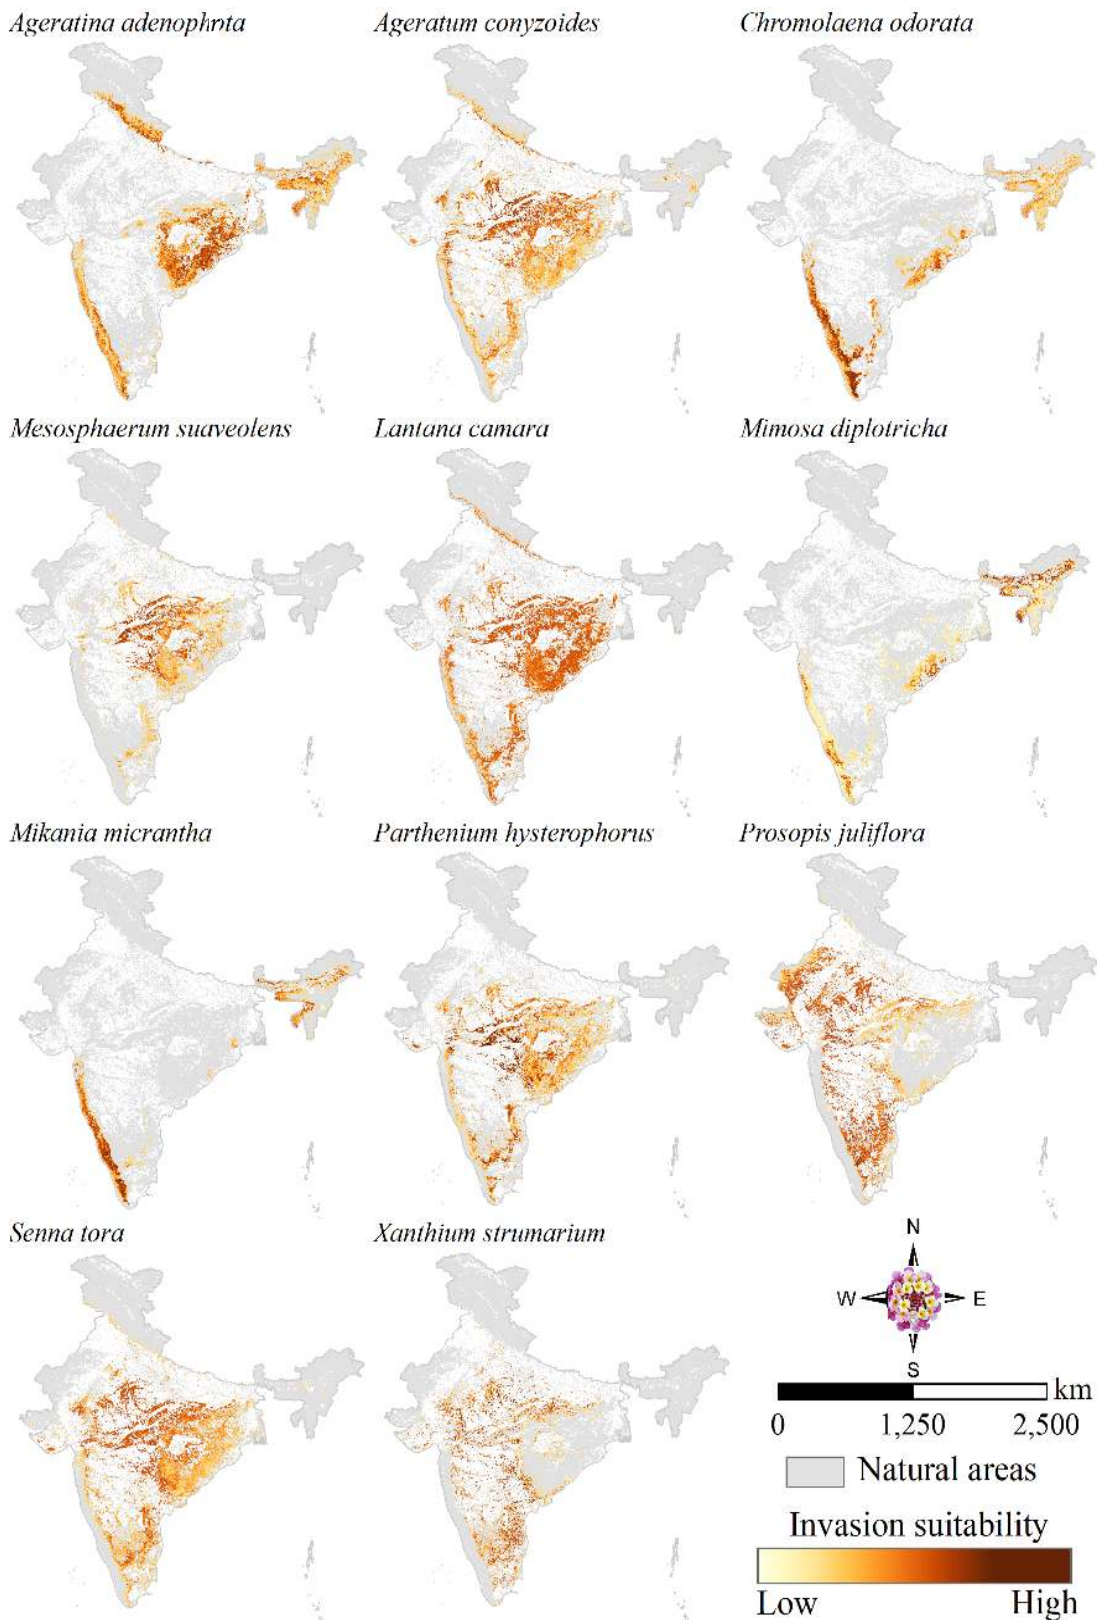 Ageratina adenophrota
Ageratum conyzoides
Chromolaena odorata
Mesosphaerum suaveolens
Lantana camara
Mimosa diplotricha
Mikania micrantha
Parthenium hysterophorus
Prosopis juliflora
Senna tora
Xanthium strumarium
N
W E
S
km
0 1,250 2,500
Natural areas
Invasion suitability
Low High